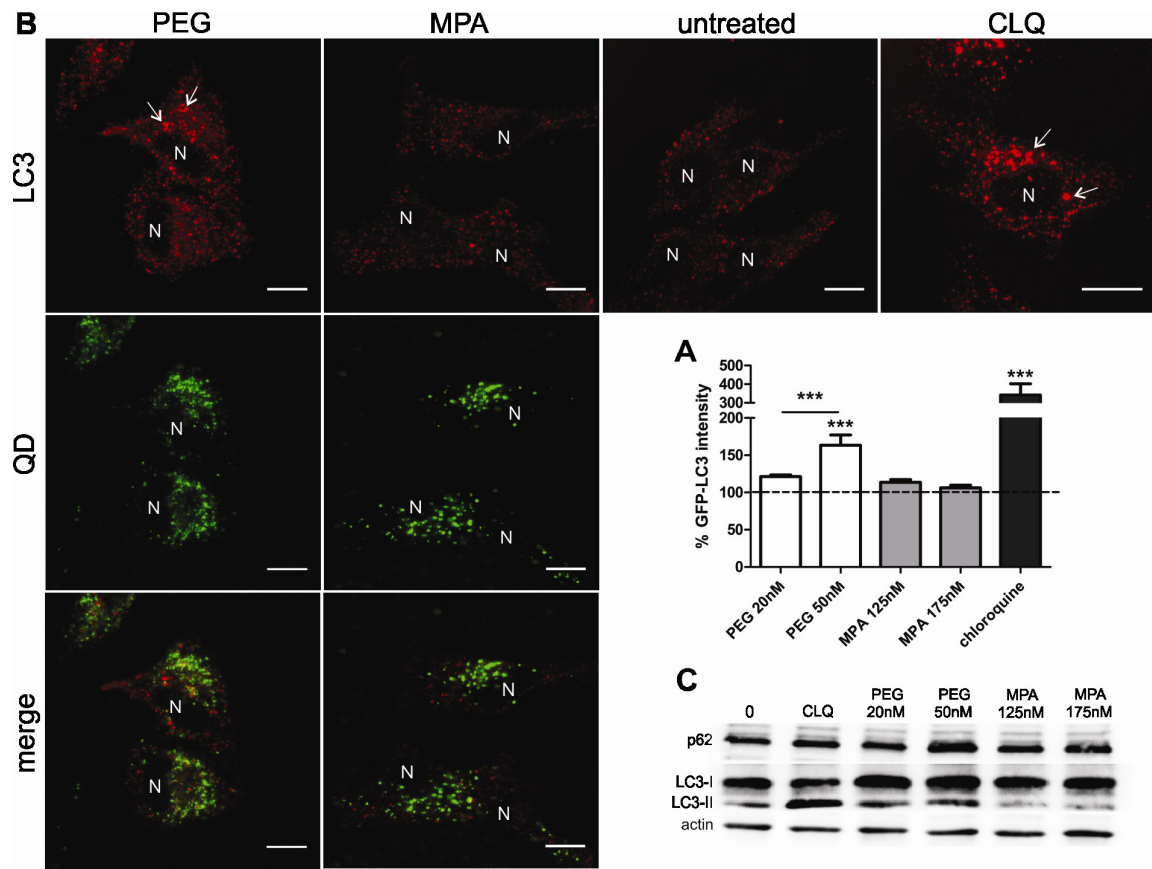 B PEG MPA untreated CLQ
LC3
N
N
N
N
N
N
N
N
N
N
QD
N
N
N
N
merge
N
N
N
N
N
A
***
***
***
% GFP-LC3 intensity
500
400
300
200
150
100
50
0
PEG 20nM
PEG 50nM
MPA 125nM
MPA 175nM
chloroquine
C
0 CLQ PEG 20nM PEG 50nM MPA 125nM MPA 175nM
p62
LC3-I
LC3-II
actin